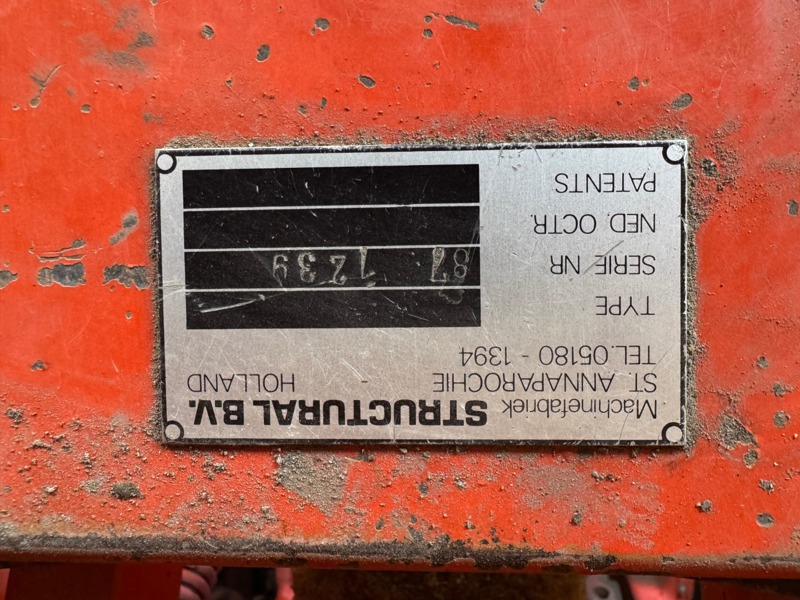 Machinefabriek STRUCTURAL B.V.
ST. ANNAPAROCHIE - HOLLAND
TEL. 05180 - 1394
TYPE
SERIE NR 87 1239
NED. OCTR.
PATENTS